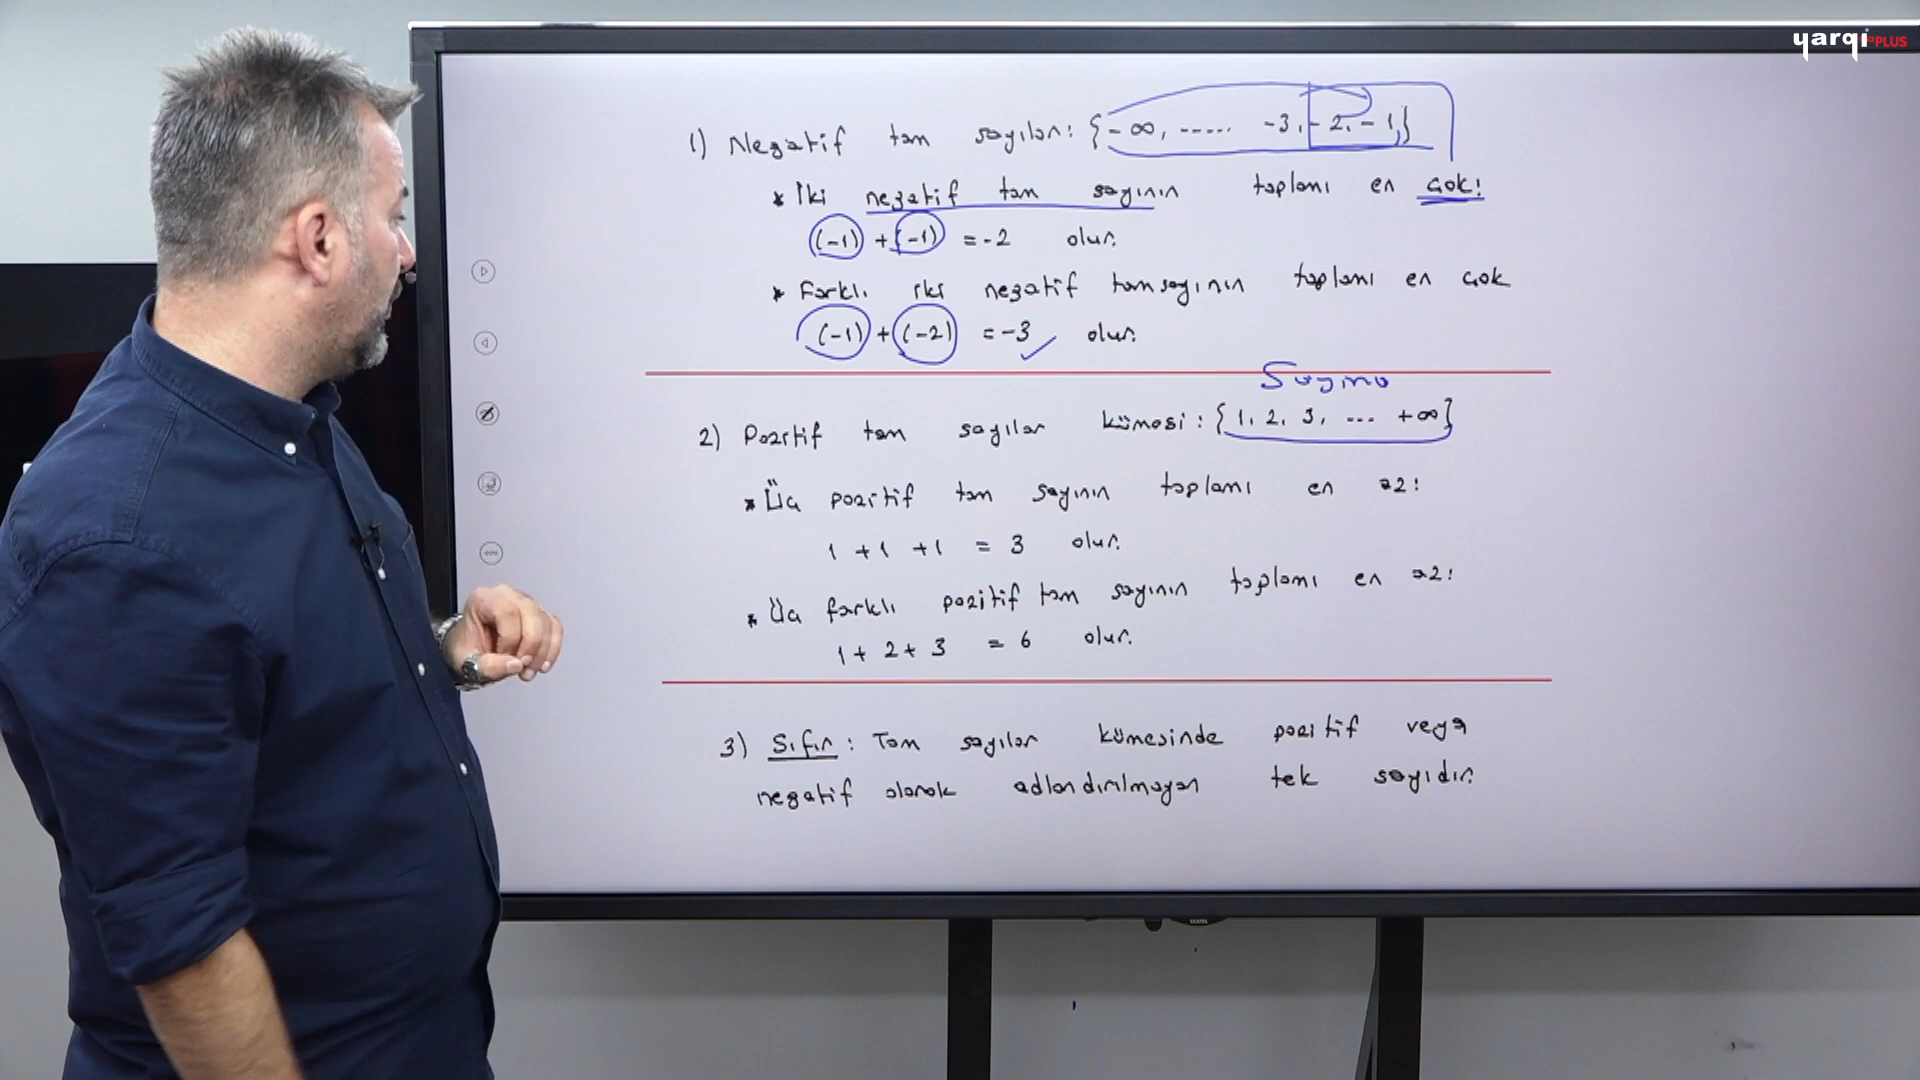 yarqı PLUS
1) Negatif tam sayılar: {-∞, ..... -3, -2, -1,}
* İki negatif tam sayının toplamı en çok!
(-1) + (-1) = -2 olur.
* Farklı iki negatif tamsayının toplamı en çok
(-1) + (-2) = -3 olur.
Sayma
2) Pozitif tam sayılar kümesi: {1, 2, 3, ... +∞}
* Üç pozitif tam sayının toplamı en az!
1 + 1 + 1 = 3 olur.
* Üç farklı pozitif tam sayının toplamı en az!
1 + 2 + 3 = 6 olur.
3) Sıfır: Tam sayılar kümesinde pozitif veya
negatif olarak adlandırılmayan tek sayıdır.